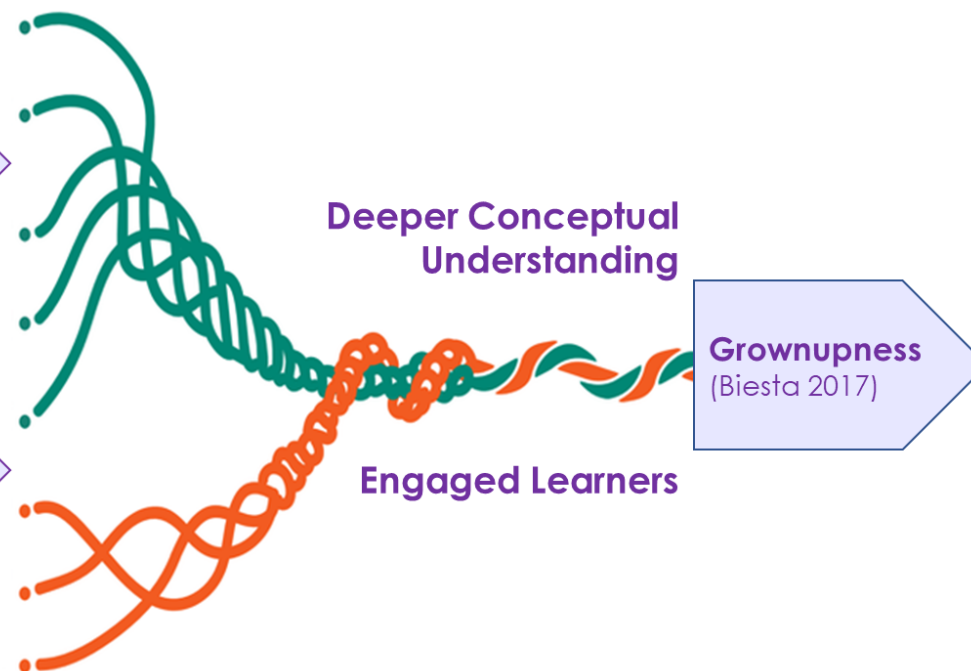 Deeper Conceptual
Understanding
Grownupness
(Biesta 2017)
Engaged Learners